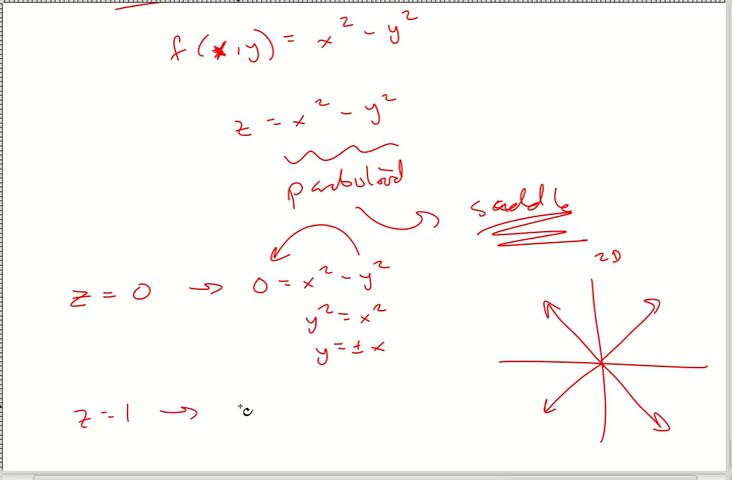 f(x,y) = x² - y²
z = x² - y²
paraboloid
saddle
z = 0 → 0 = x² - y²
y² = x²
y = ± x
2D
z = 1 →